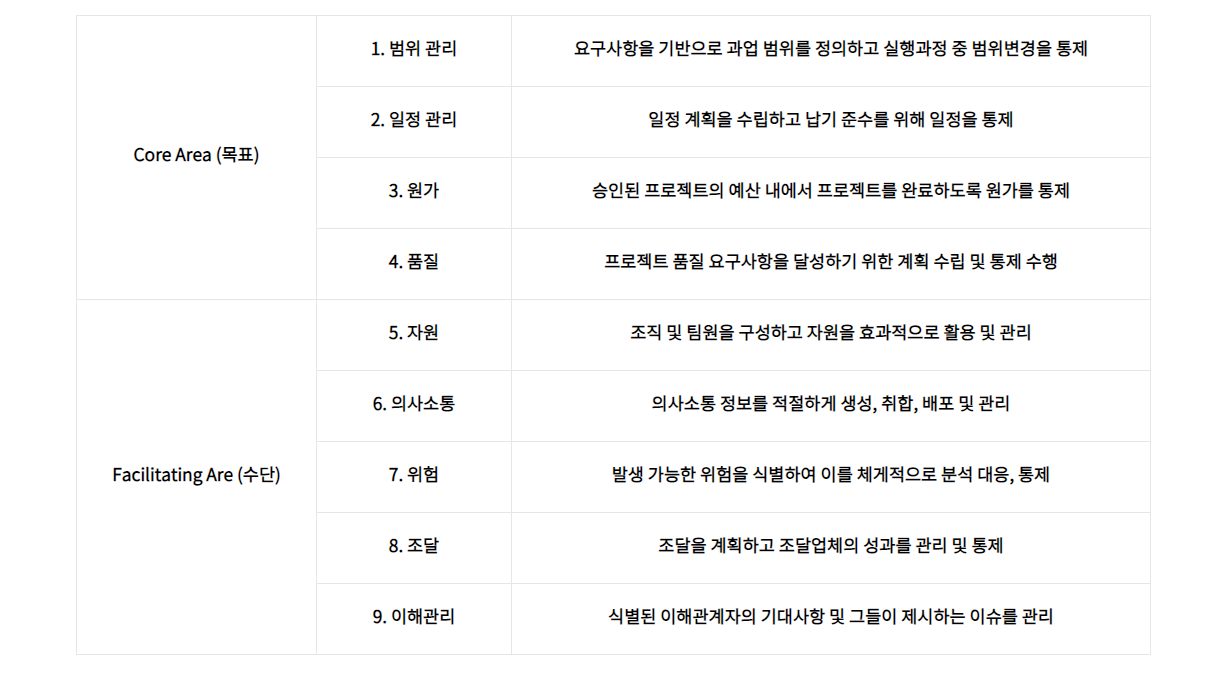 Core Area (목표)
1. 범위 관리
요구사항을 기반으로 과업 범위를 정의하고 실행과정 중 범위변경을 통제
2. 일정 관리
일정 계획을 수립하고 납기 준수를 위해 일정을 통제
3. 원가
승인된 프로젝트의 예산 내에서 프로젝트를 완료하도록 원가를 통제
4. 품질
프로젝트 품질 요구사항을 달성하기 위한 계획 수립 및 통제 수행
Facilitating Are (수단)
5. 자원
조직 및 팀원을 구성하고 자원을 효과적으로 활용 및 관리
6. 의사소통
의사소통 정보를 적절하게 생성, 취합, 배포 및 관리
7. 위험
발생 가능한 위험을 식별하여 이를 체게적으로 분석 대응, 통제
8. 조달
조달을 계획하고 조달업체의 성과를 관리 및 통제
9. 이해관리
식별된 이해관계자의 기대사항 및 그들이 제시하는 이슈를 관리